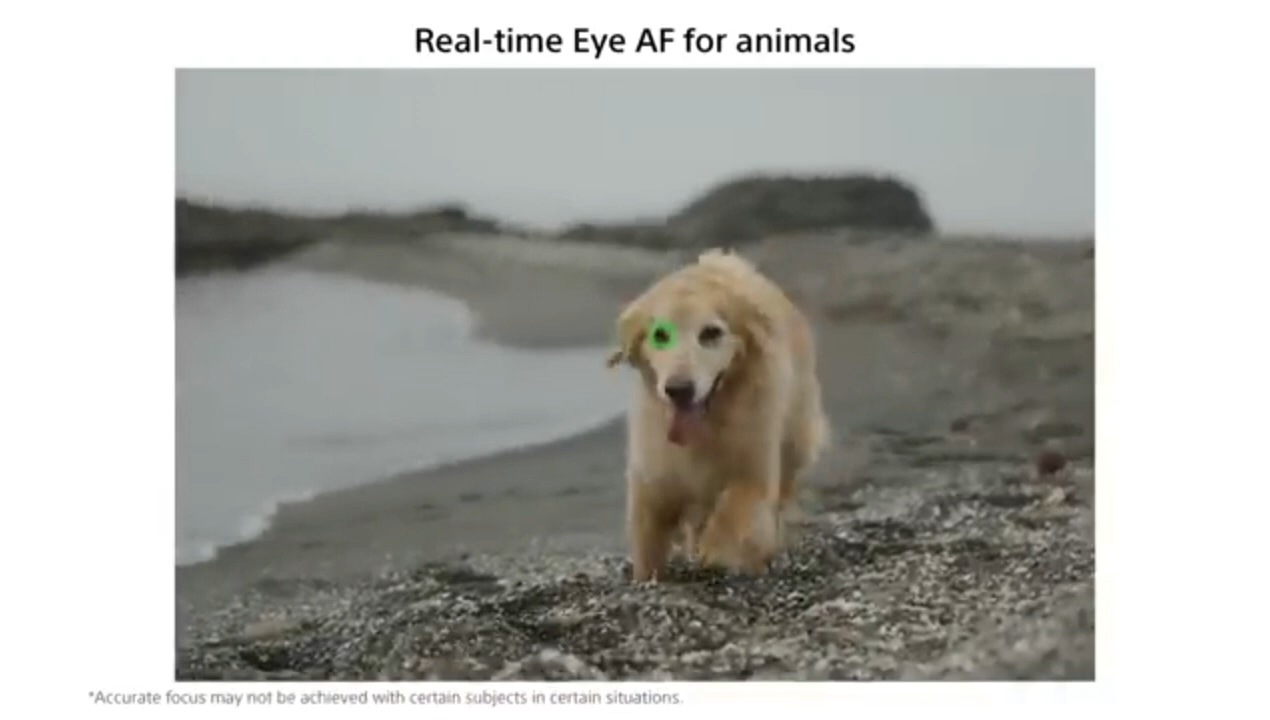 Real-time Eye AF for animals
*Accurate focus may not be achieved with certain subjects in certain situations.